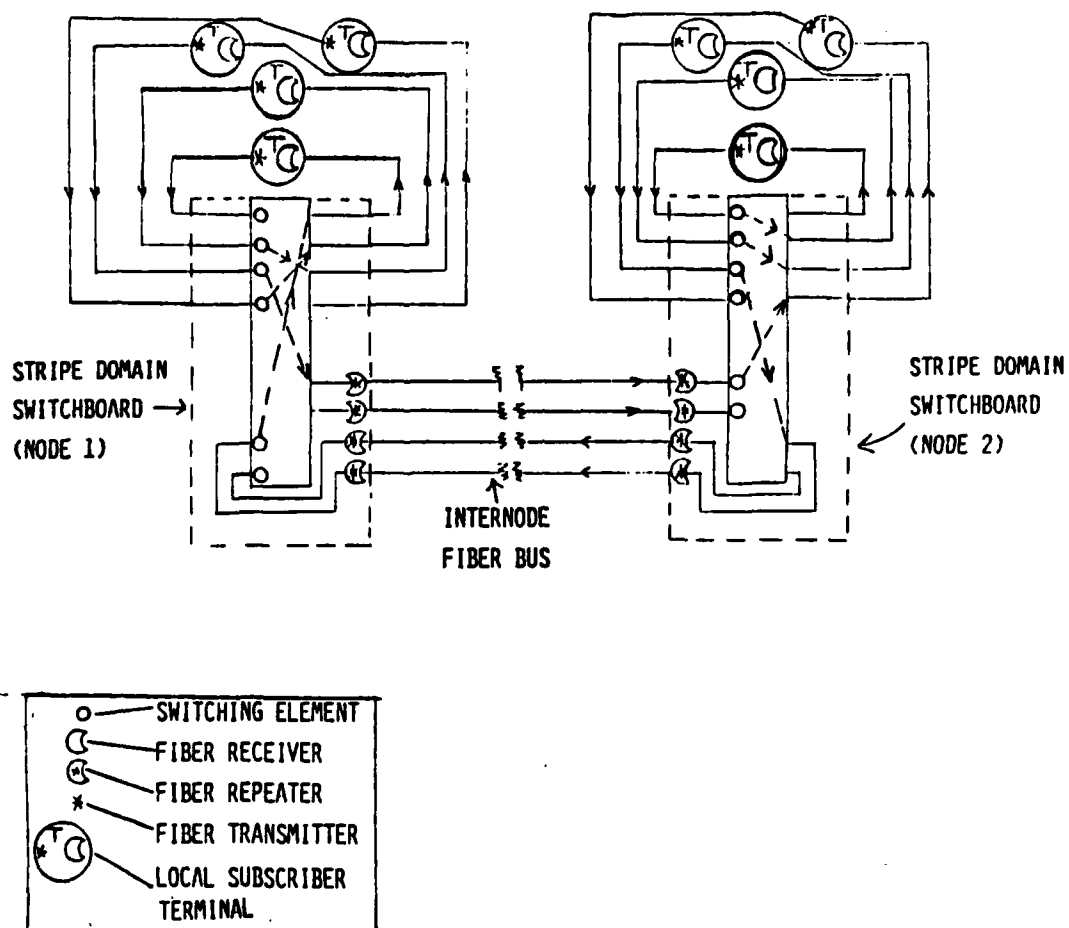 T
T
T
T
T
T
T
T
STRIPE DOMAIN
SWITCHBOARD
(NODE 1)
STRIPE DOMAIN
SWITCHBOARD
(NODE 2)
INTERNODE
FIBER BUS
SWITCHING ELEMENT
FIBER RECEIVER
FIBER REPEATER
FIBER TRANSMITTER
T
LOCAL SUBSCRIBER
TERMINAL